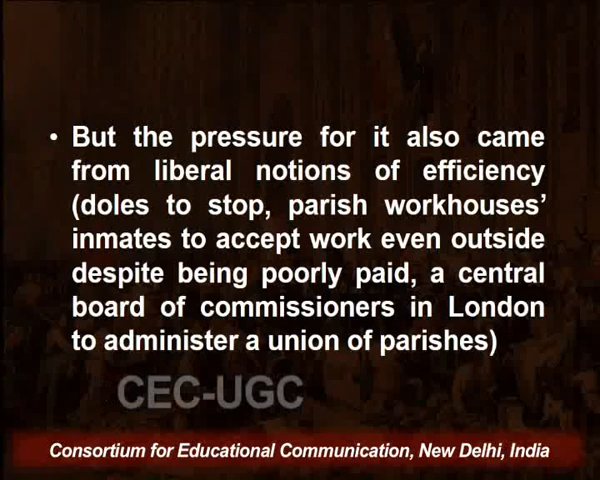 • But the pressure for it also came
from liberal notions of efficiency
(doles to stop, parish workhouses’
inmates to accept work even outside
despite being poorly paid, a central
board of commissioners in London
to administer a union of parishes)
CEC-UGC
Consortium for Educational Communication, New Delhi, India